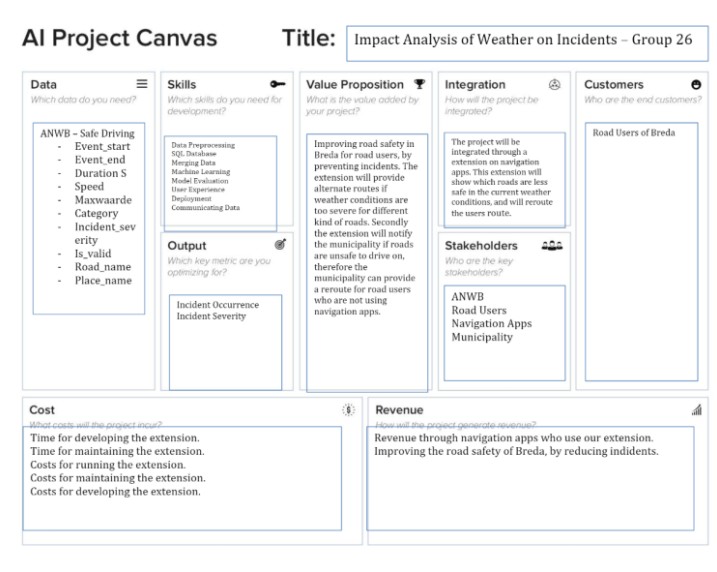 AI Project Canvas
Title:
Impact Analysis of Weather on Incidents – Group 26
Data
Which data do you need?
ANWB – Safe Driving
- Event_start
- Event_end
- Duration S
- Speed
- Maxwaarde
- Category
- Incident_sev
erity
- Is_valid
- Road_name
- Place_name
Skills
Which skills do you need for
development?
Data Preprocessing
SQL Database
Merging Data
Machine Learning
Model Evaluation
User Experience
Deployment
Communicating Data
Output
Which key metric are you
optimizing for?
Incident Occurrence
Incident Severity
Value Proposition
What is the value added by
your project?
Improving road safety in
Breda for road users, by
preventing incidents. The
extension will provide
alternate routes if
weather conditions are
too severe for different
kind of roads. Secondly
the extension will notify
the municipality if roads
are unsafe to drive on,
therefore the
municipality can provide
a reroute for road users
who are not using
navigation apps.
Integration
How will the project be
integrated?
The project will be
integrated through a
extension on navigation
apps. This extension will
show which roads are less
safe in the current weather
conditions, and will reroute
the users route.
Stakeholders
Who are the key
stakeholders?
ANWB
Road Users
Navigation Apps
Municipality
Customers
Who are the end customers?
Road Users of Breda
Cost
What costs will the project incur?
Time for developing the extension.
Time for maintaining the extension.
Costs for running the extension.
Costs for maintaining the extension.
Costs for developing the extension.
Revenue
How will the project generate revenue?
Revenue through navigation apps who use our extension.
Improving the road safety of Breda, by reducing inididents.